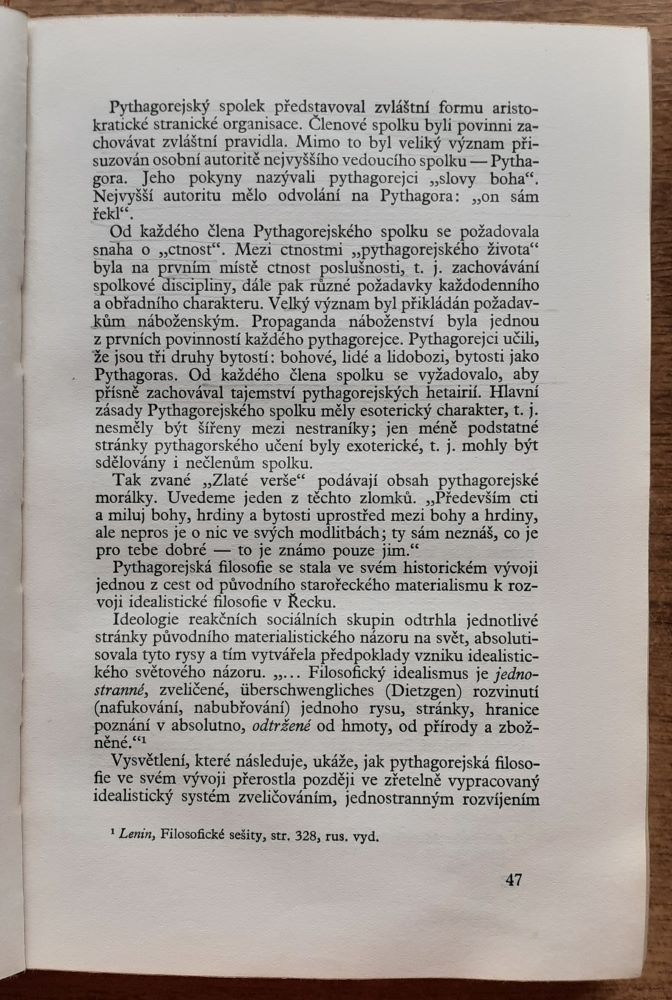 Pythagorejský spolek představoval zvláštní formu aristo-
kratické stranické organisace. Členové spolku byli povinni za-
chovávat zvláštní pravidla. Mimo to byl veliký význam při-
suzován osobní autoritě nejvyššího vedoucího spolku — Pytha-
gora. Jeho pokyny nazývali pythagorejci „slovy boha“.
Nejvyšší autoritu mělo odvolání na Pythagora: „on sám
řekl“.
Od každého člena Pythagorejského spolku se požadovala
snaha o „ctnost“. Mezi ctnostmi „pythagorejského života“
byla na prvním místě ctnost poslušnosti, t. j. zachovávání
spolkové discipliny, dále pak různé požadavky každodenního
a obřadního charakteru. Velký význam byl přikládán požadav-
kům náboženským. Propaganda náboženství byla jednou
z prvních povinností každého pythagorejce. Pythagorejci učili,
že jsou tři druhy bytostí: bohové, lidé a lidobozi, bytosti jako
Pythagoras. Od každého člena spolku se vyžadovalo, aby
přísně zachovával tajemství pythagorejských hetairií. Hlavní
zásady Pythagorejského spolku měly esoterický charakter, t. j.
nesměly být šířeny mezi nestraníky; jen méně podstatné
stránky pythagorského učení byly exoterické, t. j. mohly být
sdělovány i nečlenům spolku.
Tak zvané „Zlaté verše“ podávají obsah pythagorejské
morálky. Uvedeme jeden z těchto zlomků. „Především cti
a miluj bohy, hrdiny a bytosti uprostřed mezi bohy a hrdiny,
ale nepros je o nic ve svých modlitbách; ty sám neznáš, co je
pro tebe dobré — to je známo pouze jim.“
Pythagorejská filosofie se stala ve svém historickém vývoji
jednou z cest od původního starořeckého materialismu k roz-
voji idealistické filosofie v Řecku.
Ideologie reakčních sociálních skupin odtrhla jednotlivé
stránky původního materialistického názoru na svět, absoluti-
sovala tyto rysy a tím vytvářela předpoklady vzniku idealistic-
kého světového názoru. „... Filosofický idealismus je jedno-
stranné, zveličené, überschwengliches (Dietzgen) rozvinutí
(nafukování, nabubřování) jednoho rysu, stránky, hranice
poznání v absolutno, odtržené od hmoty, od přírody a zbož-
něné.“¹
Vysvětlení, které následuje, ukáže, jak pythagorejská filoso-
fie ve svém vývoji přerostla později ve zřetelně vypracovaný
idealistický systém zveličováním, jednostranným rozvíjením
¹ Lenin, Filosofické sešity, str. 328, rus. vyd.
47